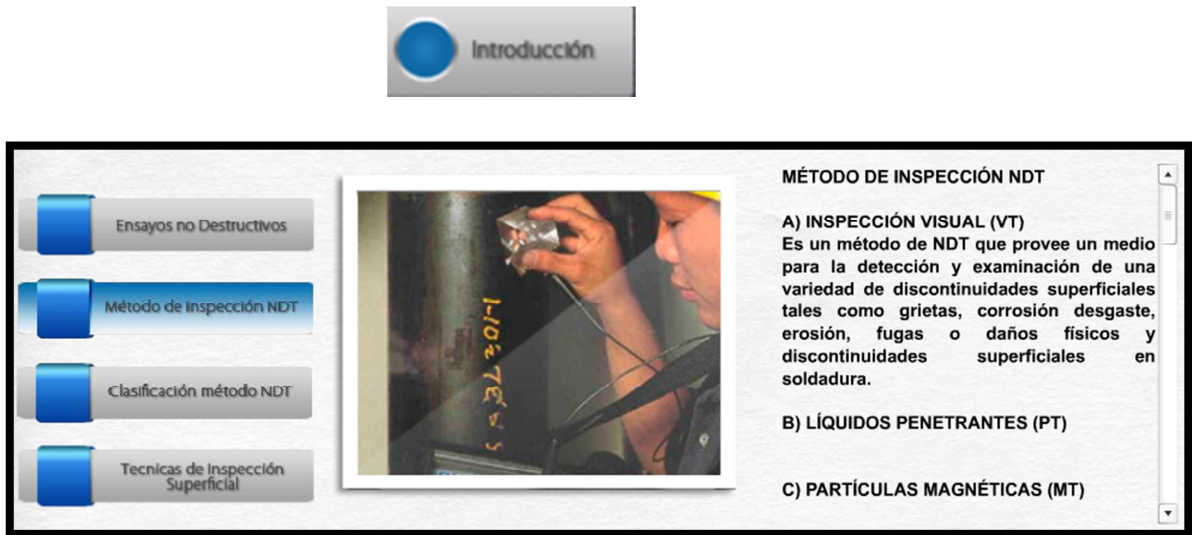 Introducción
Ensayos no Destructivos
Método de Inspección NDT
Clasificación método NDT
Tecnicas de Inspección
Superficial
MÉTODO DE INSPECCIÓN NDT
A) INSPECCIÓN VISUAL (VT)
Es un método de NDT que provee un medio
para la detección y examinación de una
variedad de discontinuidades superficiales
tales como grietas, corrosión desgaste,
erosión, fugas o daños físicos y
discontinuidades superficiales en
soldadura.
B) LÍQUIDOS PENETRANTES (PT)
C) PARTÍCULAS MAGNÉTICAS (MT)